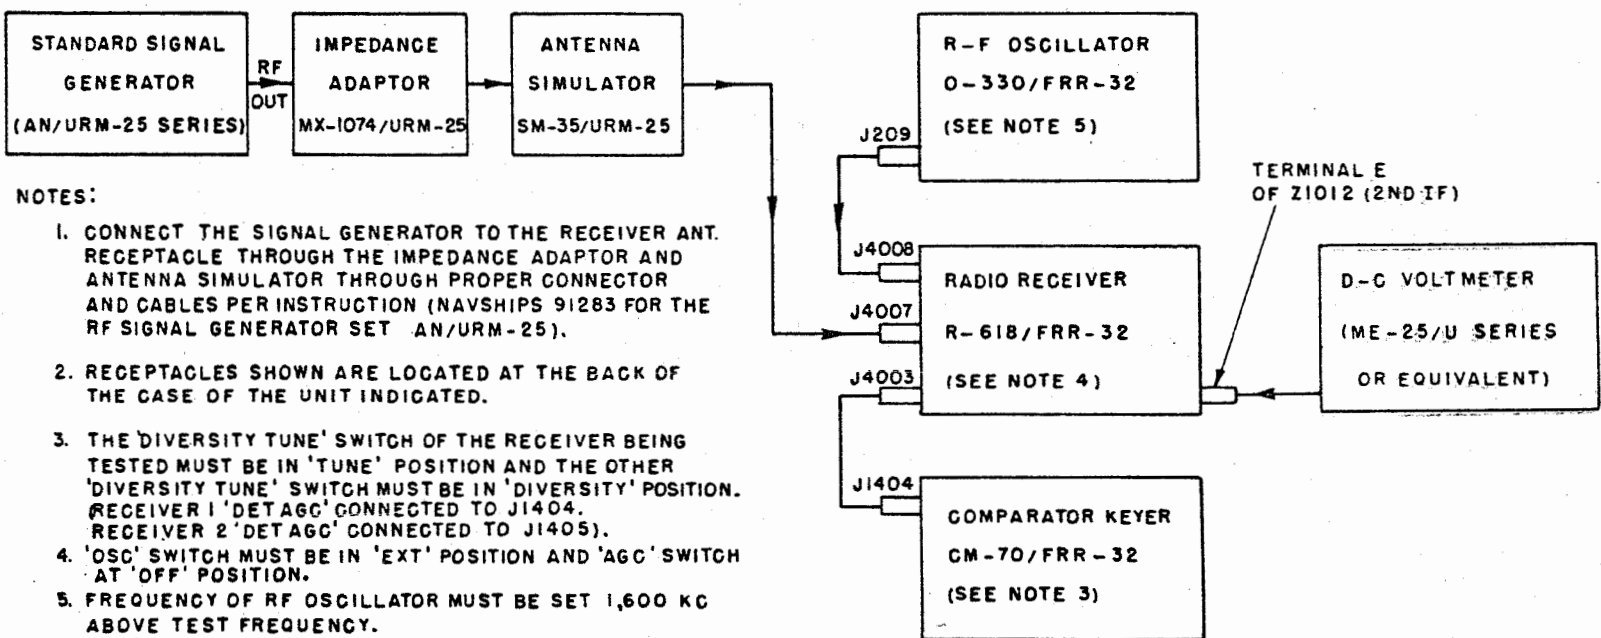 STANDARD SIGNAL
GENERATOR
(AN/URM-25 SERIES)
RF
OUT
IMPEDANCE
ADAPTOR
MX-1074/URM-25
ANTENNA
SIMULATOR
SM-35/URM-25
R-F OSCILLATOR
O-330/FRR-32
(SEE NOTE 5)
J209
TERMINAL E
OF Z1012 (2ND IF)
NOTES:
1. CONNECT THE SIGNAL GENERATOR TO THE RECEIVER ANT.
RECEPTACLE THROUGH THE IMPEDANCE ADAPTOR AND
ANTENNA SIMULATOR THROUGH PROPER CONNECTOR
AND CABLES PER INSTRUCTION (NAVSHIPS 91283 FOR THE
RF SIGNAL GENERATOR SET AN/URM-25).
2. RECEPTACLES SHOWN ARE LOCATED AT THE BACK OF
THE CASE OF THE UNIT INDICATED.
3. THE 'DIVERSITY TUNE' SWITCH OF THE RECEIVER BEING
TESTED MUST BE IN 'TUNE' POSITION AND THE OTHER
'DIVERSITY TUNE' SWITCH MUST BE IN 'DIVERSITY' POSITION.
(RECEIVER 1 'DET AGC' CONNECTED TO J1404.
RECEIVER 2 'DET AGC' CONNECTED TO J1405).
4. 'OSC' SWITCH MUST BE IN 'EXT' POSITION AND 'AGC' SWITCH
AT 'OFF' POSITION.
5. FREQUENCY OF RF OSCILLATOR MUST BE SET 1,600 KC
ABOVE TEST FREQUENCY.
J4008
J4007
J4003
RADIO RECEIVER
R-618/FRR-32
(SEE NOTE 4)
D-C VOLTMETER
(ME-25/U SERIES
OR EQUIVALENT)
J1404
COMPARATOR KEYER
CM-70/FRR-32
(SEE NOTE 3)